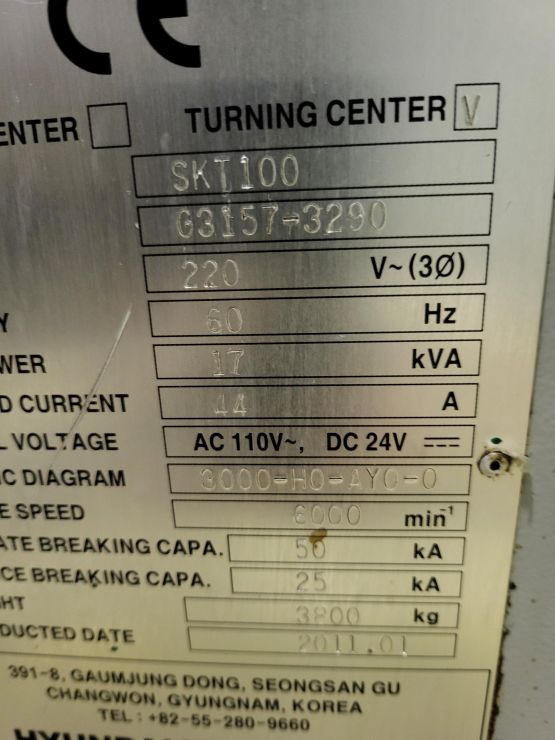 CE
ENTER TURNING CENTER V
SKT100
G3157-3290
220 V~(3Ø)
Y 60 Hz
WER 17 kVA
D CURRENT 44 A
L VOLTAGE AC 110V~, DC 24V ⎓
IC DIAGRAM 3000-H0-AY0-0
E SPEED 6000 min⁻¹
ATE BREAKING CAPA. 50 kA
CE BREAKING CAPA. 25 kA
HT 3800 kg
DUCTED DATE 2011.01
391-8, GAUMJUNG DONG, SEONGSAN GU
CHANGWON, GYUNGNAM, KOREA
TEL : +82-55-280-9660